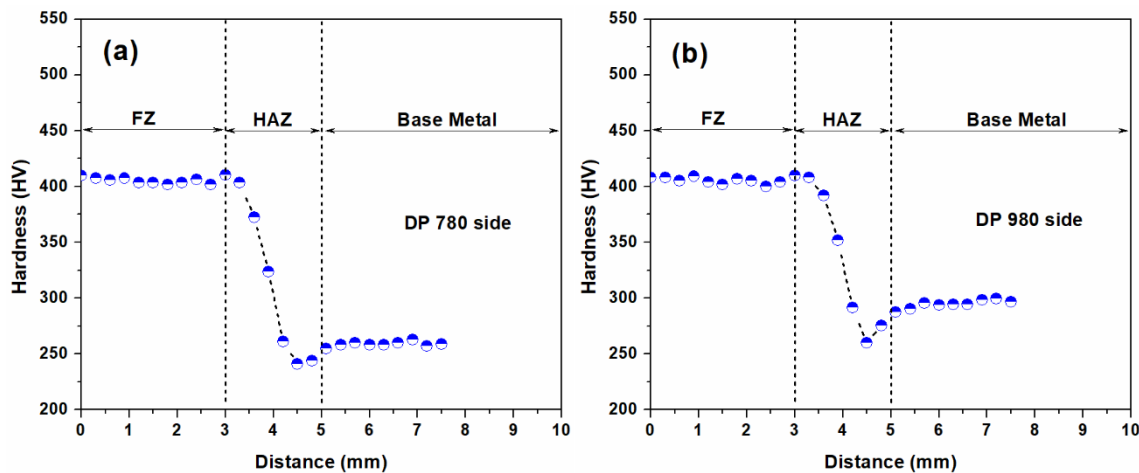 (a)
550
500
450
400
350
300
250
200
Hardness (HV)
FZ
HAZ
Base Metal
DP 780 side
0 1 2 3 4 5 6 7 8 9 10
Distance (mm)
(b)
550
500
450
400
350
300
250
200
Hardness (HV)
FZ
HAZ
Base Metal
DP 980 side
0 1 2 3 4 5 6 7 8 9 10
Distance (mm)